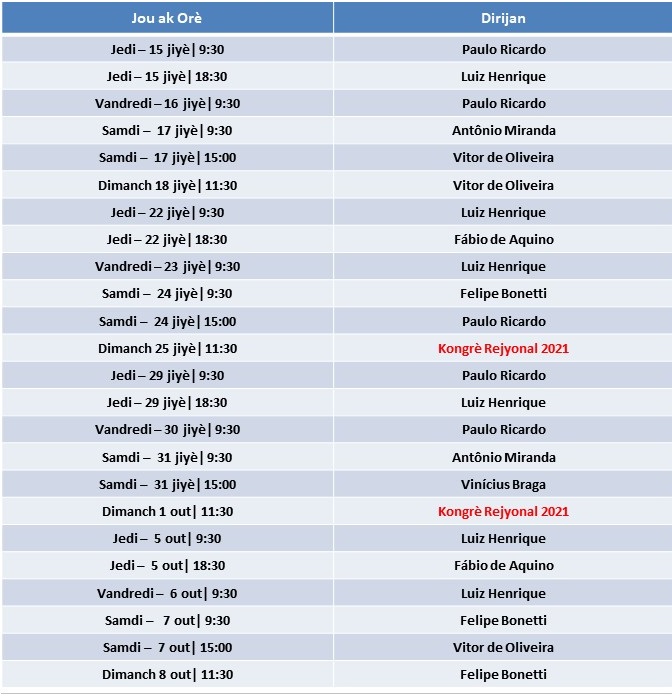 Jou ak Orè Dirijan
Jedi – 15 jiyè| 9:30 Paulo Ricardo
Jedi – 15 jiyè| 18:30 Luiz Henrique
Vandredi – 16 jiyè| 9:30 Paulo Ricardo
Samdi – 17 jiyè| 9:30 Antônio Miranda
Samdi – 17 jiyè| 15:00 Vitor de Oliveira
Dimanch 18 jiyè| 11:30 Vitor de Oliveira
Jedi – 22 jiyè| 9:30 Luiz Henrique
Jedi – 22 jiyè| 18:30 Fábio de Aquino
Vandredi – 23 jiyè| 9:30 Luiz Henrique
Samdi – 24 jiyè| 9:30 Felipe Bonetti
Samdi – 24 jiyè| 15:00 Paulo Ricardo
Dimanch 25 jiyè| 11:30 Kongrè Rejyonal 2021
Jedi – 29 jiyè| 9:30 Paulo Ricardo
Jedi – 29 jiyè| 18:30 Luiz Henrique
Vandredi – 30 jiyè| 9:30 Paulo Ricardo
Samdi – 31 jiyè| 9:30 Antônio Miranda
Samdi – 31 jiyè| 15:00 Vinícius Braga
Dimanch 1 out| 11:30 Kongrè Rejyonal 2021
Jedi – 5 out| 9:30 Luiz Henrique
Jedi – 5 out| 18:30 Fábio de Aquino
Vandredi – 6 out| 9:30 Luiz Henrique
Samdi – 7 out| 9:30 Felipe Bonetti
Samdi – 7 out| 15:00 Vitor de Oliveira
Dimanch 8 out| 11:30 Felipe Bonetti